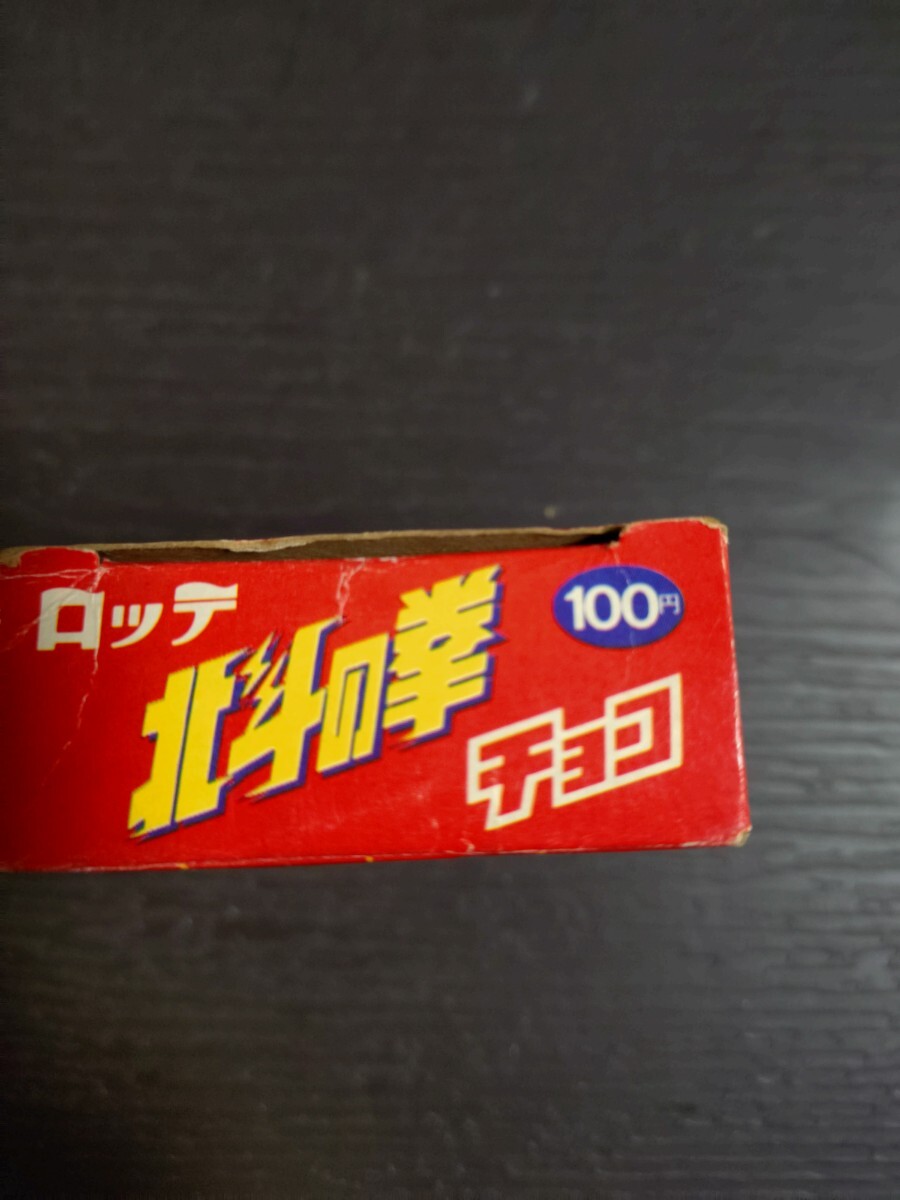 ロッテ
北斗の拳
100円
チョコ